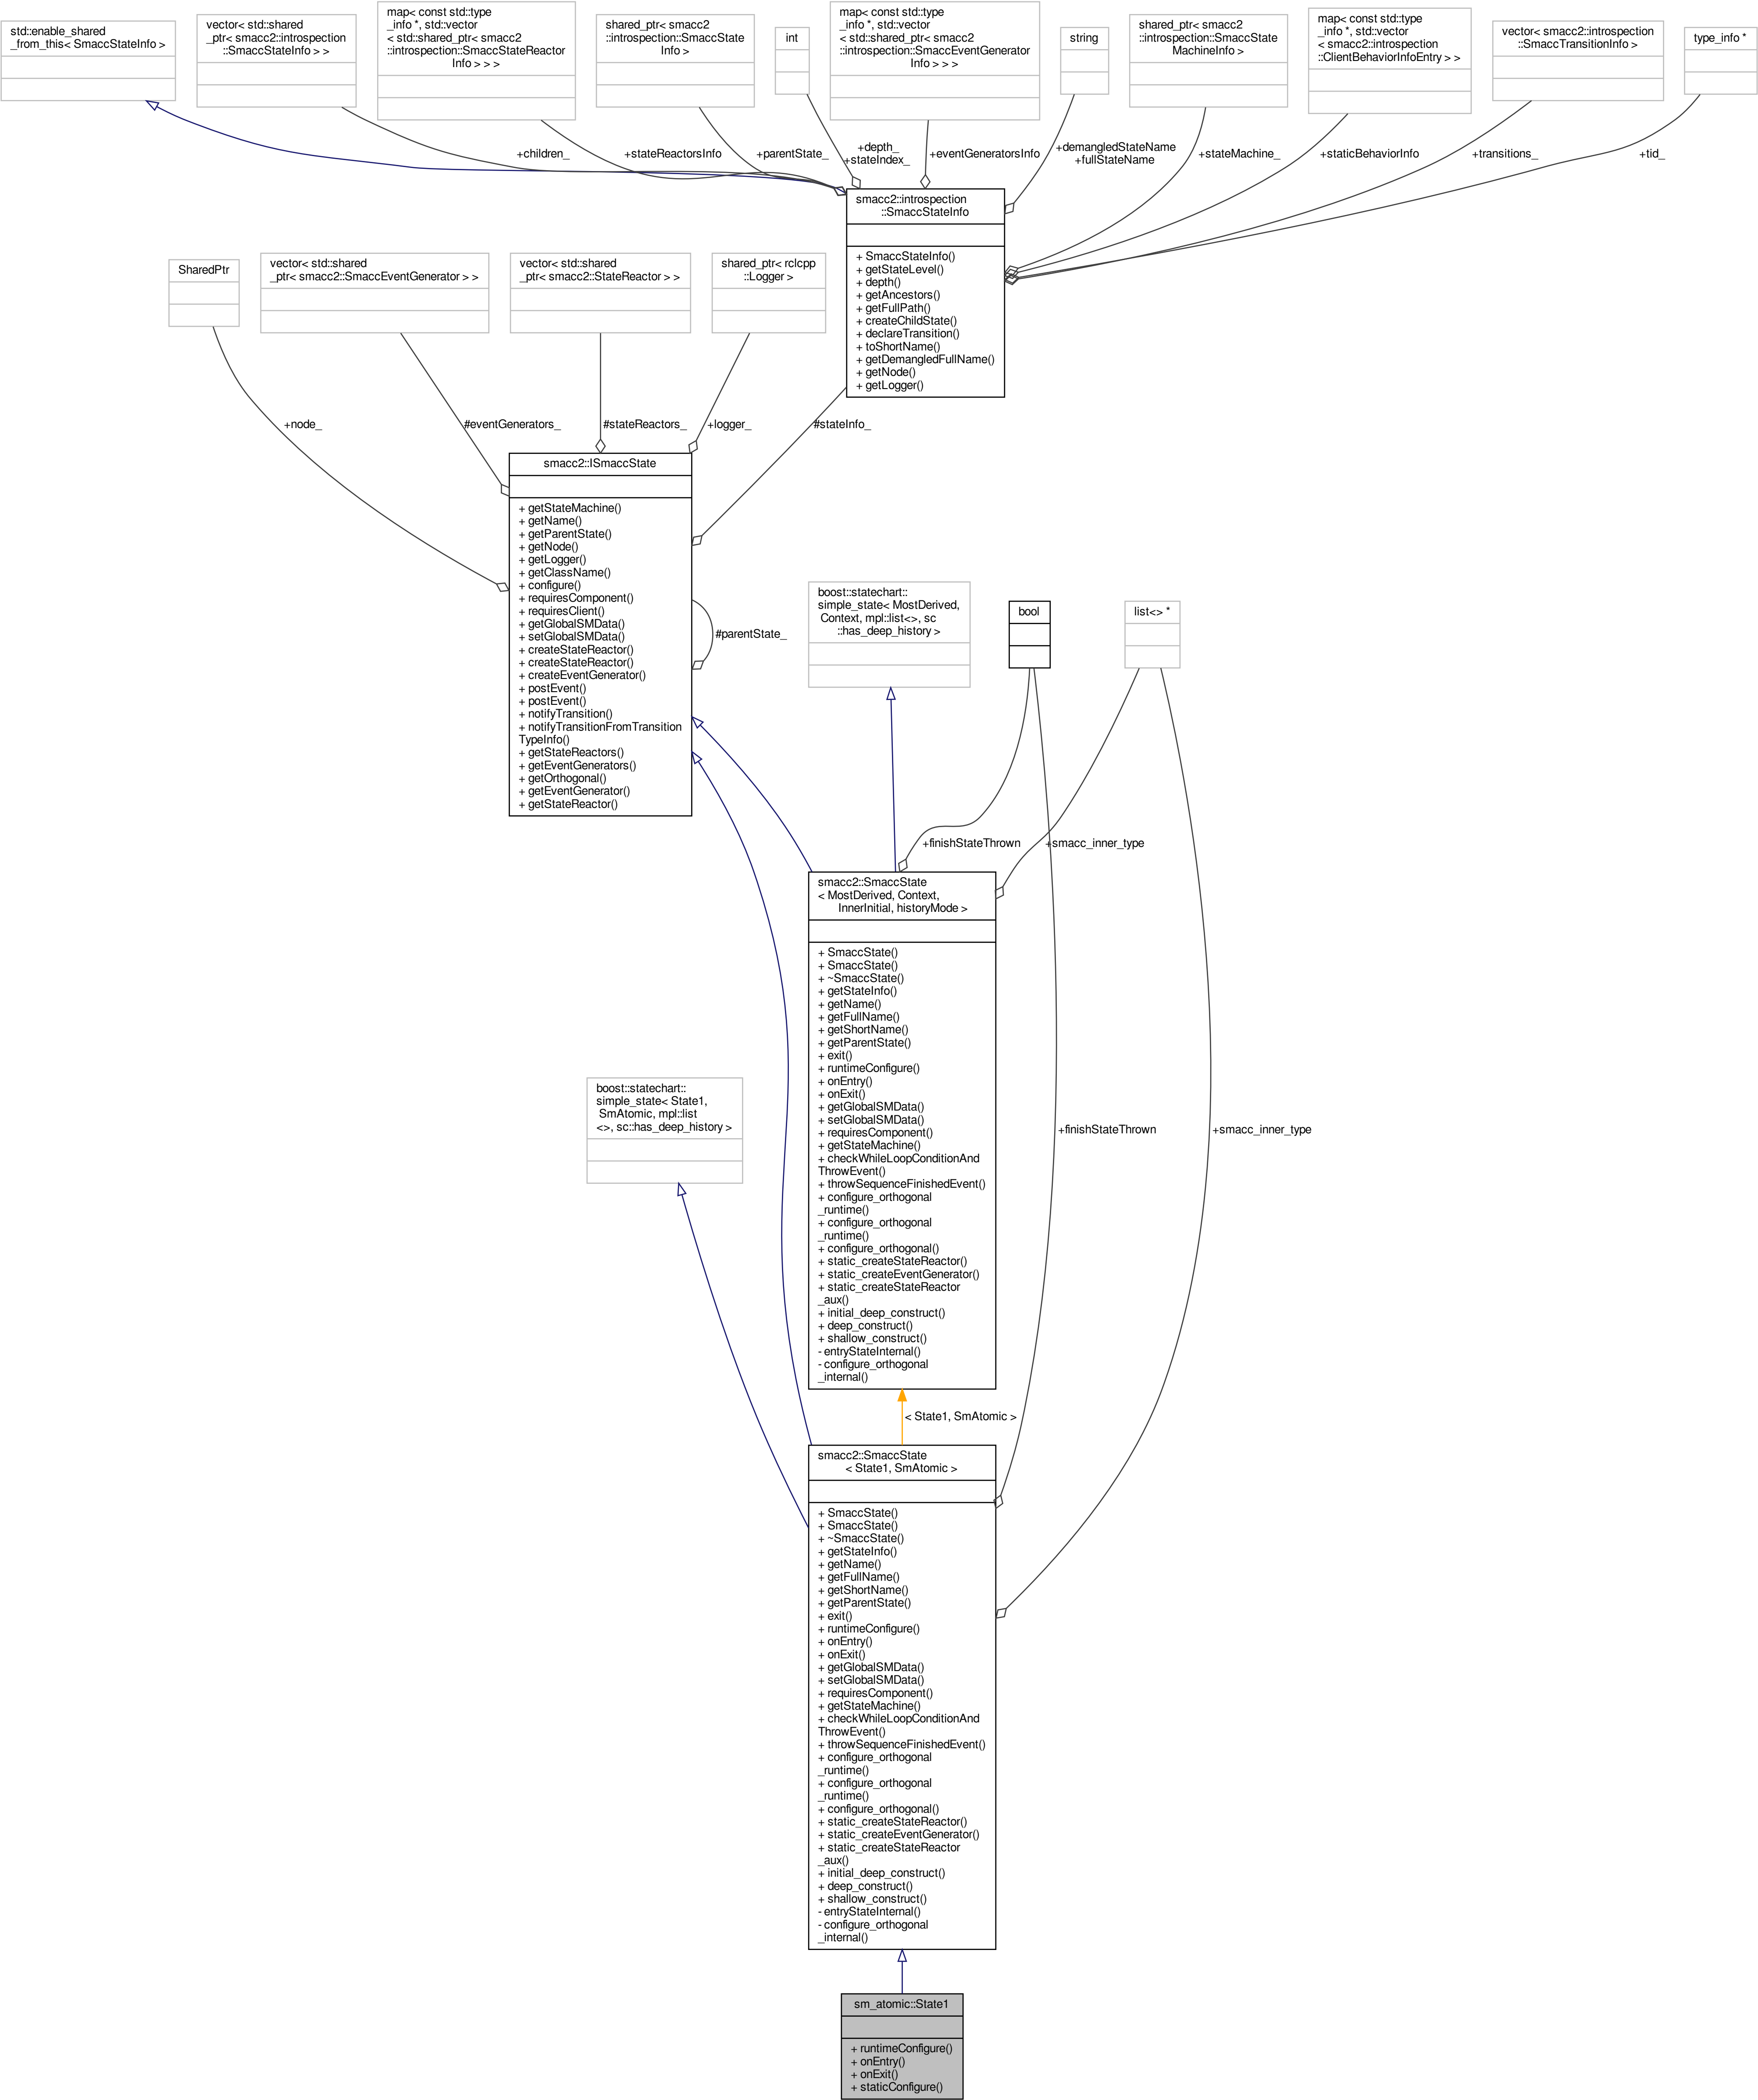 std::enable_shared
_from_this< SmaccStateInfo >
vector< std::shared
_ptr< smacc2::introspection
::SmaccStateInfo > >
map< const std::type
_info *, std::vector
< std::shared_ptr< smacc2
::introspection::SmaccStateReactor
Info > > >
shared_ptr< smacc2
::introspection::SmaccState
Info >
int
map< const std::type
_info *, std::vector
< std::shared_ptr< smacc2
::introspection::SmaccEventGenerator
Info > > >
string
shared_ptr< smacc2
::introspection::SmaccState
MachineInfo >
map< const std::type
_info *, std::vector
< smacc2::introspection
::ClientBehaviorInfoEntry > >
vector< smacc2::introspection
::SmaccTransitionInfo >
type_info *
+children_
+stateReactorsInfo
+parentState_
+depth_
+stateIndex_
+eventGeneratorsInfo
+demangledStateName
+fullStateName
+stateMachine_
+staticBehaviorInfo
+transitions_
+tid_
smacc2::introspection
::SmaccStateInfo
+ SmaccStateInfo()
+ getStateLevel()
+ depth()
+ getAncestors()
+ getFullPath()
+ createChildState()
+ declareTransition()
+ toShortName()
+ getDemangledFullName()
+ getNode()
+ getLogger()
SharedPtr
vector< std::shared
_ptr< smacc2::SmaccEventGenerator > >
vector< std::shared
_ptr< smacc2::StateReactor > >
shared_ptr< rclcpp
::Logger >
+node_
#eventGenerators_
#stateReactors_
+logger_
#stateInfo_
smacc2::ISmaccState
+ getStateMachine()
+ getName()
+ getParentState()
+ getNode()
+ getLogger()
+ getClassName()
+ configure()
+ requiresComponent()
+ requiresClient()
+ getGlobalSMData()
+ setGlobalSMData()
+ createStateReactor()
+ createStateReactor()
+ createEventGenerator()
+ postEvent()
+ postEvent()
+ notifyTransition()
+ notifyTransitionFromTransition
TypeInfo()
+ getStateReactors()
+ getEventGenerators()
+ getOrthogonal()
+ getEventGenerator()
+ getStateReactor()
#parentState_
boost::statechart::
simple_state< MostDerived,
Context, mpl::list<>, sc
::has_deep_history >
bool
list<> *
+finishStateThrown
+smacc_inner_type
smacc2::SmaccState
< MostDerived, Context,
InnerInitial, historyMode >
+ SmaccState()
+ SmaccState()
+ ~SmaccState()
+ getStateInfo()
+ getName()
+ getFullName()
+ getShortName()
+ getParentState()
+ exit()
+ runtimeConfigure()
+ onEntry()
+ onExit()
+ getGlobalSMData()
+ setGlobalSMData()
+ requiresComponent()
+ getStateMachine()
+ checkWhileLoopConditionAnd
ThrowEvent()
+ throwSequenceFinishedEvent()
+ configure_orthogonal
_runtime()
+ configure_orthogonal
_runtime()
+ configure_orthogonal()
+ static_createStateReactor()
+ static_createEventGenerator()
+ static_createStateReactor
_aux()
+ initial_deep_construct()
+ deep_construct()
+ shallow_construct()
- entryStateInternal()
- configure_orthogonal
_internal()
boost::statechart::
simple_state< State1,
SmAtomic, mpl::list
<>, sc::has_deep_history >
+finishStateThrown
+smacc_inner_type
< State1, SmAtomic >
smacc2::SmaccState
< State1, SmAtomic >
+ SmaccState()
+ SmaccState()
+ ~SmaccState()
+ getStateInfo()
+ getName()
+ getFullName()
+ getShortName()
+ getParentState()
+ exit()
+ runtimeConfigure()
+ onEntry()
+ onExit()
+ getGlobalSMData()
+ setGlobalSMData()
+ requiresComponent()
+ getStateMachine()
+ checkWhileLoopConditionAnd
ThrowEvent()
+ throwSequenceFinishedEvent()
+ configure_orthogonal
_runtime()
+ configure_orthogonal
_runtime()
+ configure_orthogonal()
+ static_createStateReactor()
+ static_createEventGenerator()
+ static_createStateReactor
_aux()
+ initial_deep_construct()
+ deep_construct()
+ shallow_construct()
- entryStateInternal()
- configure_orthogonal
_internal()
sm_atomic::State1
+ runtimeConfigure()
+ onEntry()
+ onExit()
+ staticConfigure()